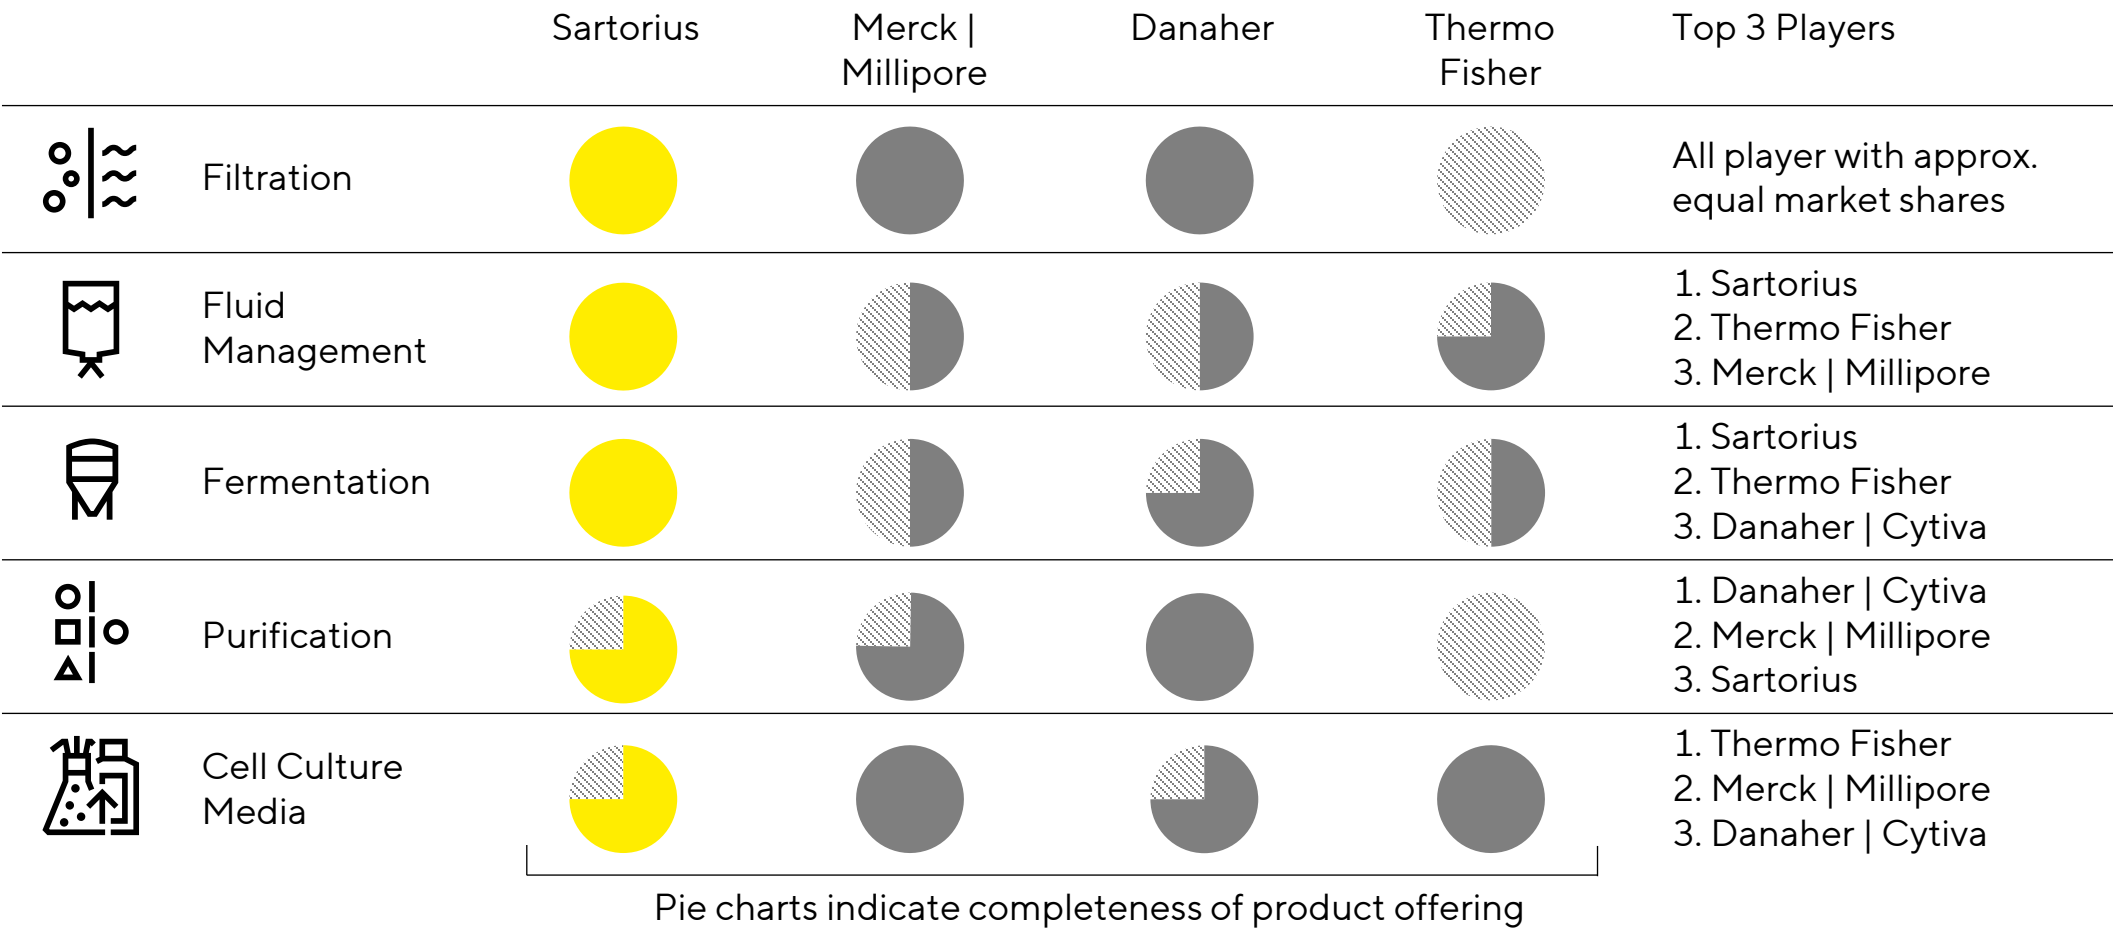 Sartorius
Merck |
Millipore
Danaher
Thermo
Fisher
Top 3 Players
Filtration
All player with approx.
equal market shares
Fluid
Management
1. Sartorius
2. Thermo Fisher
3. Merck | Millipore
Fermentation
1. Sartorius
2. Thermo Fisher
3. Danaher | Cytiva
Purification
1. Danaher | Cytiva
2. Merck | Millipore
3. Sartorius
Cell Culture
Media
1. Thermo Fisher
2. Merck | Millipore
3. Danaher | Cytiva
Pie charts indicate completeness of product offering